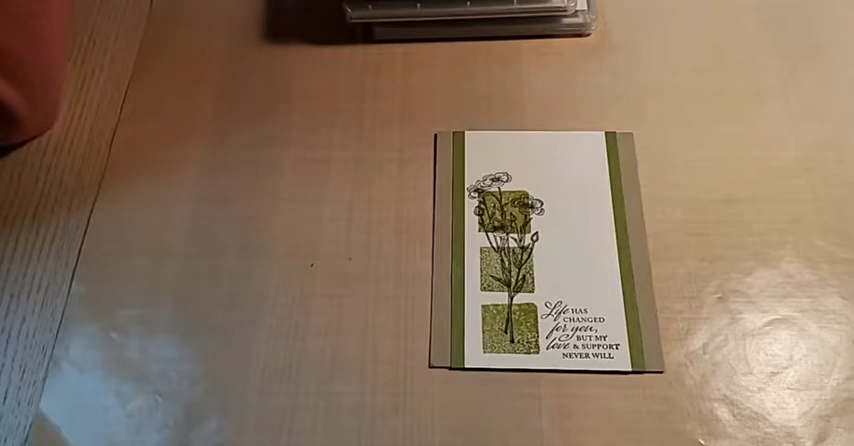 Life HAS
CHANGED
for you,
BUT MY
love & SUPPORT
NEVER WILL